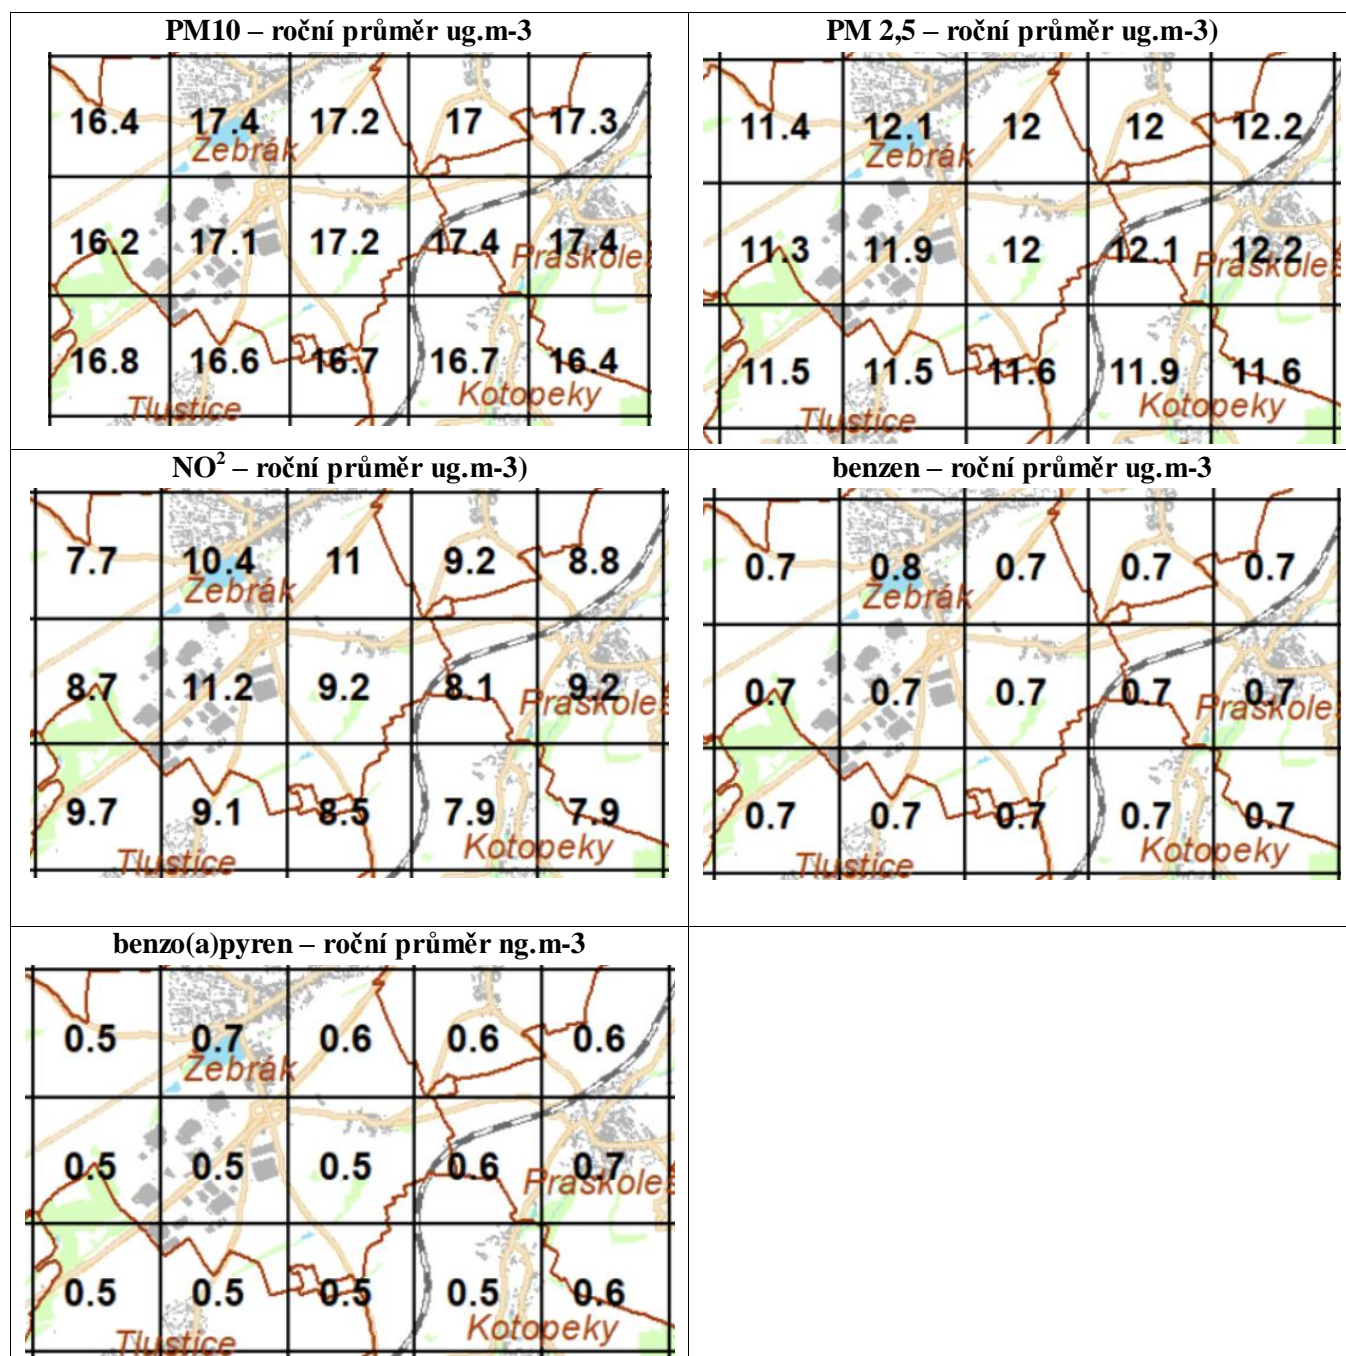 PM10 – roční průměr ug.m-3
16.4 17.4 17.2 17 17.3
Žebrák
16.2 17.1 17.2 17.4 17.4
Praskoles
16.8 16.6 16.7 16.7 16.4
Tlustice Kotopeky
PM 2,5 – roční průměr ug.m-3)
11.4 12.1 12 12 12.2
Žebrák
11.3 11.9 12 12.1 12.2
Praskoles
11.5 11.5 11.6 11.9 11.6
Tlustice Kotopeky
NO² – roční průměr ug.m-3)
7.7 10.4 11 9.2 8.8
Žebrák
8.7 11.2 9.2 8.1 9.2
Praskoles
9.7 9.1 8.5 7.9 7.9
Tlustice Kotopeky
benzen – roční průměr ug.m-3
0.7 0.8 0.7 0.7 0.7
Žebrák
0.7 0.7 0.7 0.7 0.7
Praskoles
0.7 0.7 0.7 0.7 0.7
Tlustice Kotopeky
benzo(a)pyren – roční průměr ng.m-3
0.5 0.7 0.6 0.6 0.6
Žebrák
0.5 0.5 0.5 0.6 0.7
Praskoles
0.5 0.5 0.5 0.5 0.6
Tlustice Kotopeky